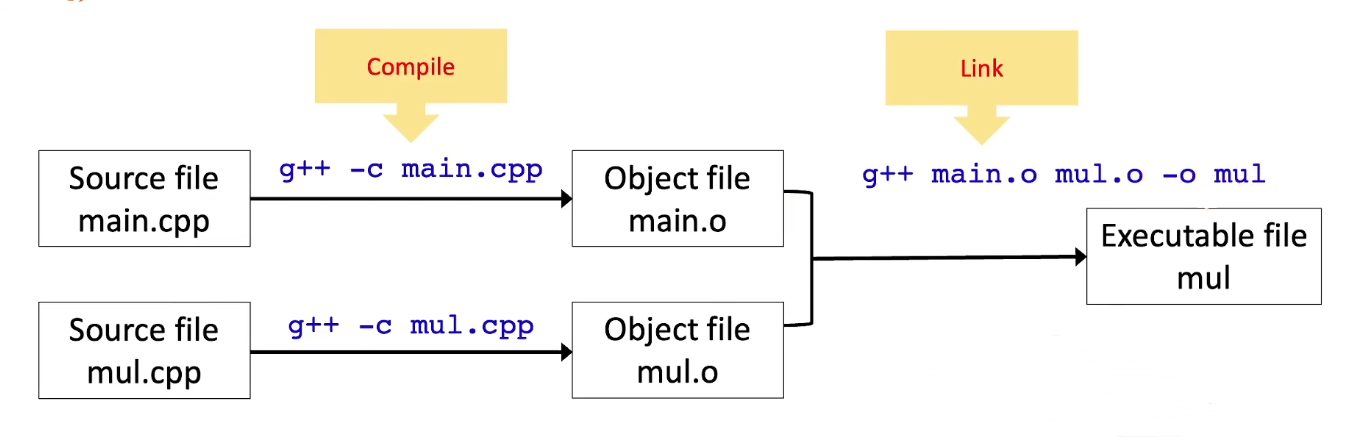 Compile
Link
g++ -c main.cpp
g++ main.o mul.o -o mul
Source file
main.cpp
Object file
main.o
Executable file
mul
g++ -c mul.cpp
Source file
mul.cpp
Object file
mul.o